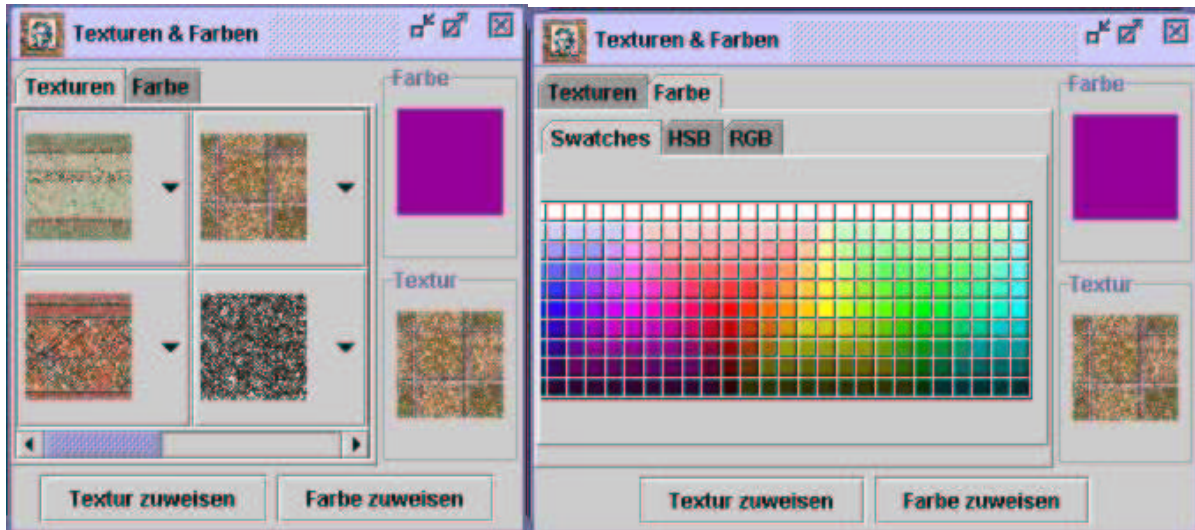 Texturen & Farben
Texturen Farbe
Farbe
Textur
Textur zuweisen Farbe zuweisen
Texturen & Farben
Texturen Farbe
Swatches HSB RGB
Farbe
Textur
Textur zuweisen Farbe zuweisen